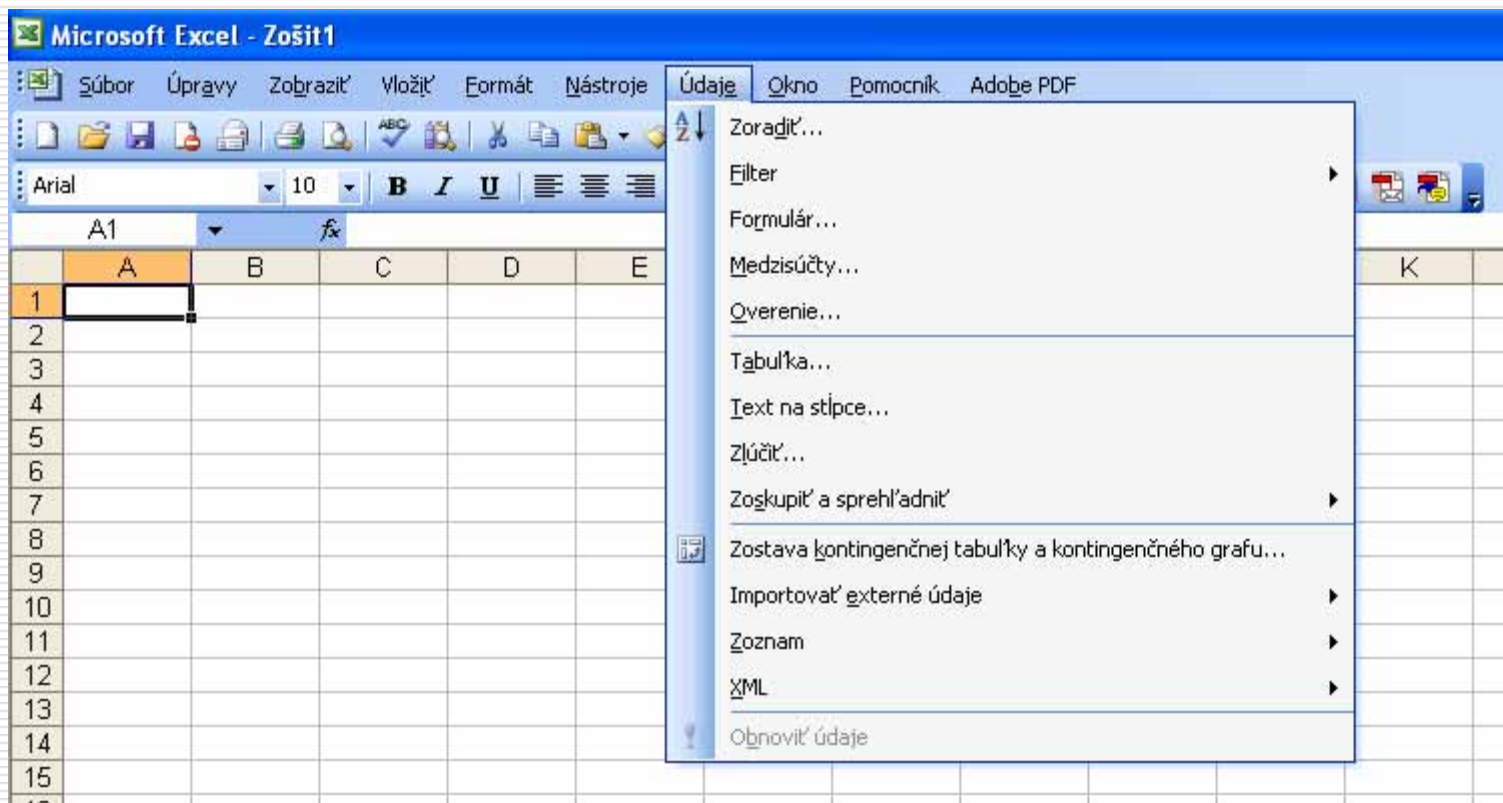 Microsoft Excel - Zošit1
Súbor Úpravy Zobraziť Vložiť Formát Nástroje Údaje Okno Pomocník Adobe PDF
ABC
Arial 10 B I U
A1 fx
A B C D E K
1
2
3
4
5
6
7
8
9
10
11
12
13
14
15
Zoradiť...
Filter
Formulár...
Medzisúčty...
Overenie...
Tabuľka...
Text na stĺpce...
Zlúčiť...
Zoskupiť a sprehľadniť
Zostava kontingenčnej tabuľky a kontingenčného grafu...
Importovať externé údaje
Zoznam
XML
Obnoviť údaje